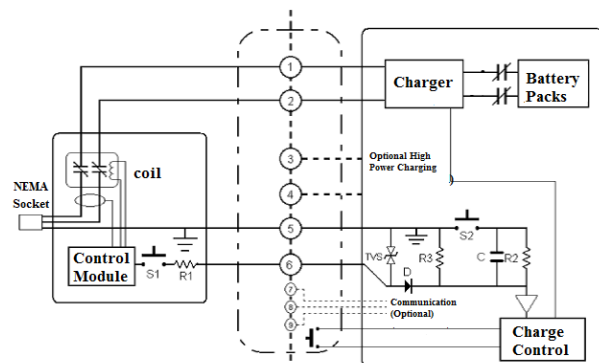 1
Charger
Battery
Packs
2
3
Optional High
Power Charging
4
coil
NEMA
Socket
5
S2
Control
Module
S1
R1
6
TVS
D
R3
C
R2
7
8
9
Communication
(Optional)
Charge
Control